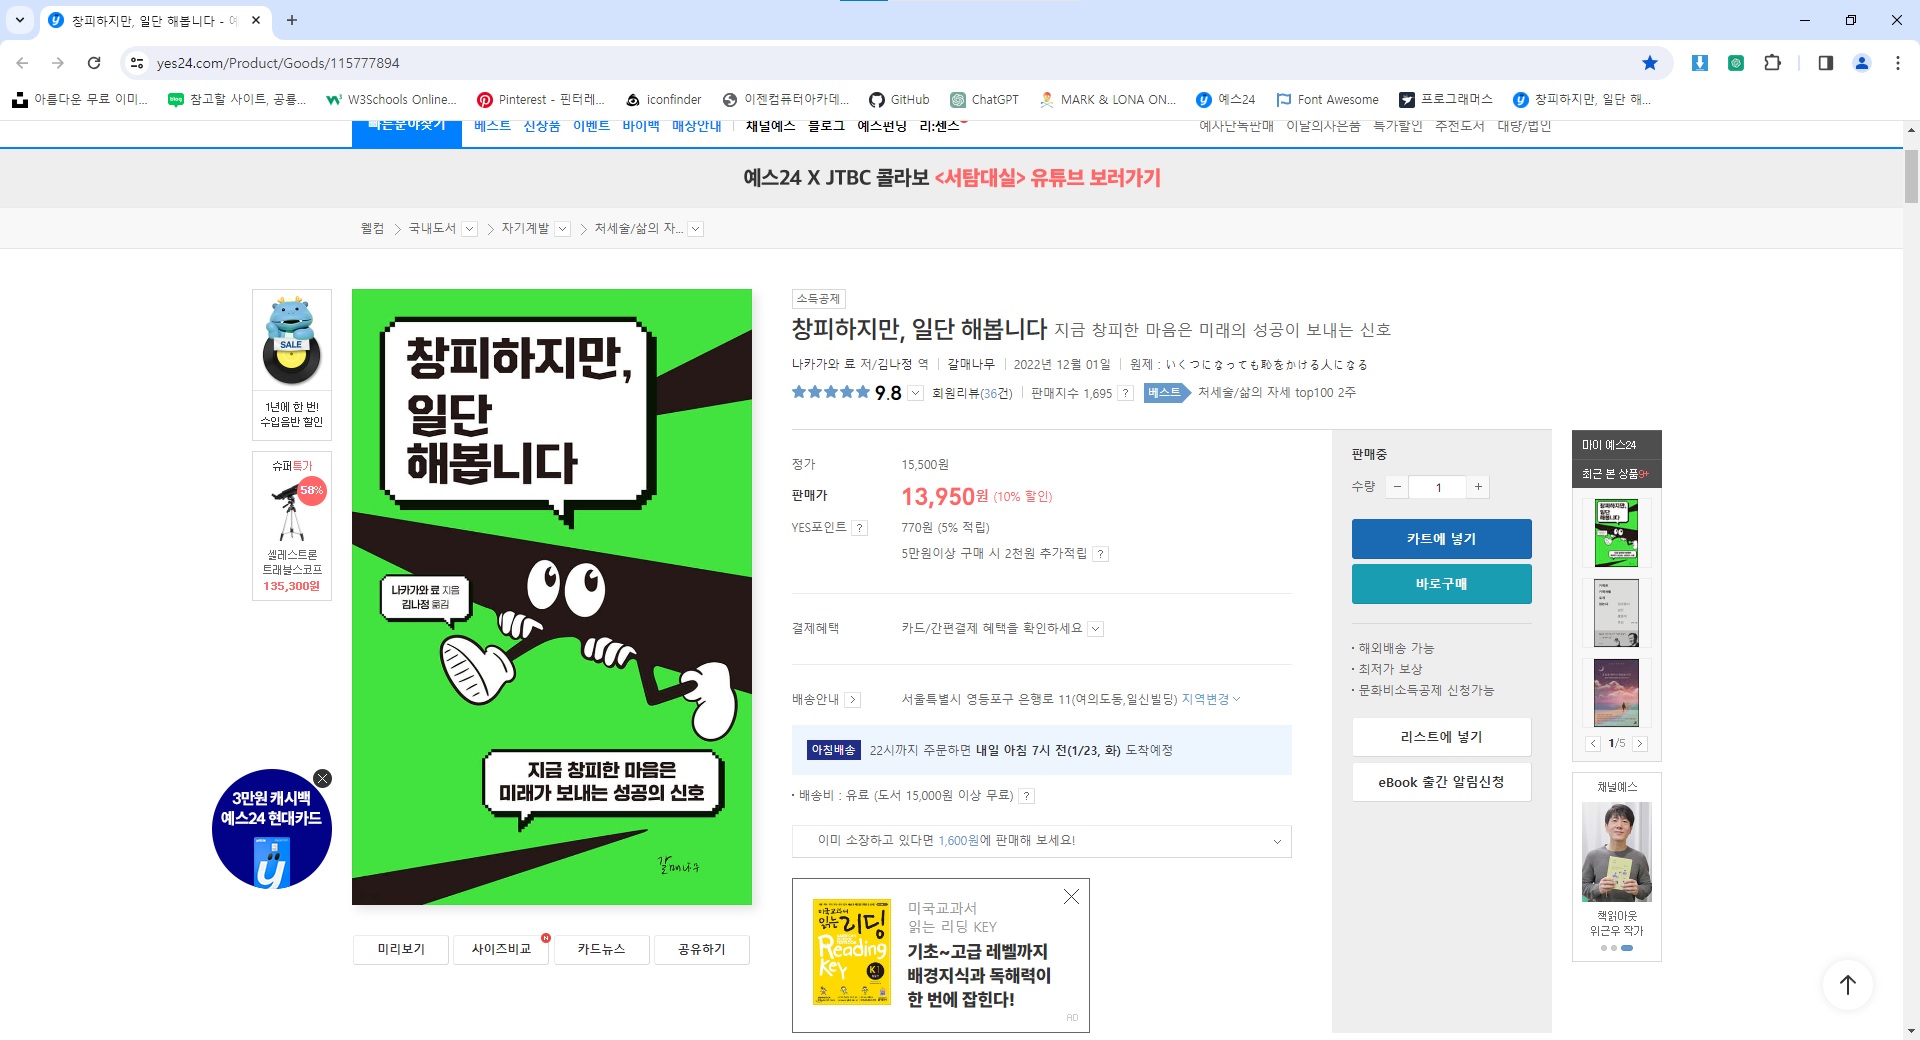 창피하지만, 일단 해봅니다 - 예
yes24.com/Product/Goods/115777894
아름다운 무료 이미... 참고할 사이트, 공룡... W3Schools Online... Pinterest - 핀터레... iconfinder 이젠컴퓨터아카데... GitHub ChatGPT MARK & LONA ON... 예스24 Font Awesome 프로그래머스 창피하지만, 일단 해...
빠른분야찾기 베스트 신상품 이벤트 바이백 매장안내 채널예스 블로그 예스펀딩 리:센스 예사단독판매 이달의사은품 특가할인 추천도서 대량/법인
예스24 X JTBC 콜라보 <서탐대실> 유튜브 보러가기
웰컴 국내도서 자기계발 처세술/삶의 자...
SALE
1년에 한 번!
수입음반 할인
슈퍼특가
58%
셀레스트론
트래블스코프
135,300원
3만원 캐시백
예스24 현대카드
창피하지만,
일단
해봅니다
나카가와 료 지음
김나정 옮김
지금 창피한 마음은
미래가 보내는 성공의 신호
갈매나무
미리보기 사이즈비교 카드뉴스 공유하기
소득공제
창피하지만, 일단 해봅니다 지금 창피한 마음은 미래의 성공이 보내는 신호
나카가와 료 저/김나정 역 갈매나무 2022년 12월 01일 원제 : いくつになっても恥をかける人になる
9.8 회원리뷰(36건) 판매지수 1,695 ? 베스트 처세술/삶의 자세 top100 2주
정가 15,500원
판매가 13,950원 (10% 할인)
YES포인트 ? 770원 (5% 적립)
5만원이상 구매 시 2천원 추가적립 ?
결제혜택 카드/간편결제 혜택을 확인하세요
배송안내 서울특별시 영등포구 은행로 11(여의도동,일신빌딩) 지역변경
아침배송 22시까지 주문하면 내일 아침 7시 전(1/23, 화) 도착예정
배송비 : 유료 (도서 15,000원 이상 무료) ?
이미 소장하고 있다면 1,600원에 판매해 보세요!
미국교과서
읽는 리딩
Reading
Key
K1
미국교과서
읽는 리딩 KEY
기초~고급 레벨까지
배경지식과 독해력이
한 번에 잡힌다!
AD
판매중
수량 - 1 +
카트에 넣기
바로구매
· 해외배송 가능
· 최저가 보상
· 문화비소득공제 신청가능
리스트에 넣기
eBook 출간 알림신청
마이 예스24
최근 본 상품9+
창피하지만,
일단
해봅니다
1/5
채널예스
책읽아웃
위근우 작가